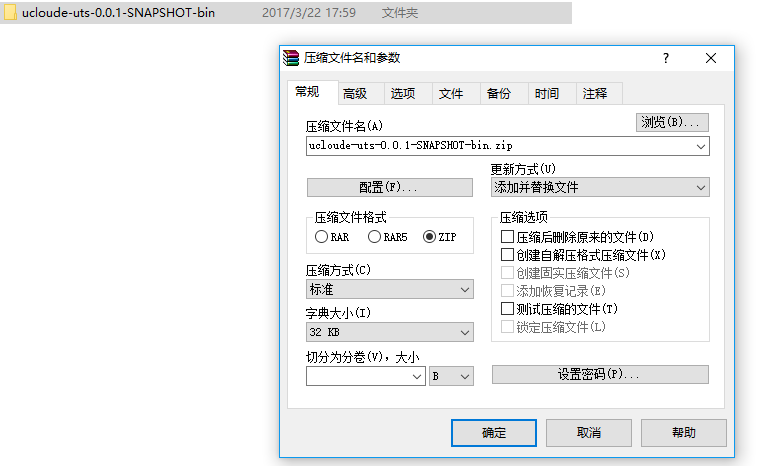 ucloude-uts-0.0.1-SNAPSHOT-bin 2017/3/22 17:59 文件夹
压缩文件名和参数 ?
常规 高级 选项 文件 备份 时间 注释
压缩文件名(A) 浏览(B)...
ucloude-uts-0.0.1-SNAPSHOT-bin.zip
更新方式(U)
配置(F)... 添加并替换文件
压缩文件格式 压缩选项
RAR RAR5 ZIP 压缩后删除原来的文件(D)
创建自解压格式压缩文件(X)
压缩方式(C) 创建固实压缩文件(S)
标准 添加恢复记录(E)
字典大小(I) 测试压缩的文件(T)
32 KB 锁定压缩文件(L)
切分为分卷(V),大小
B 设置密码(P)...
确定 取消 帮助